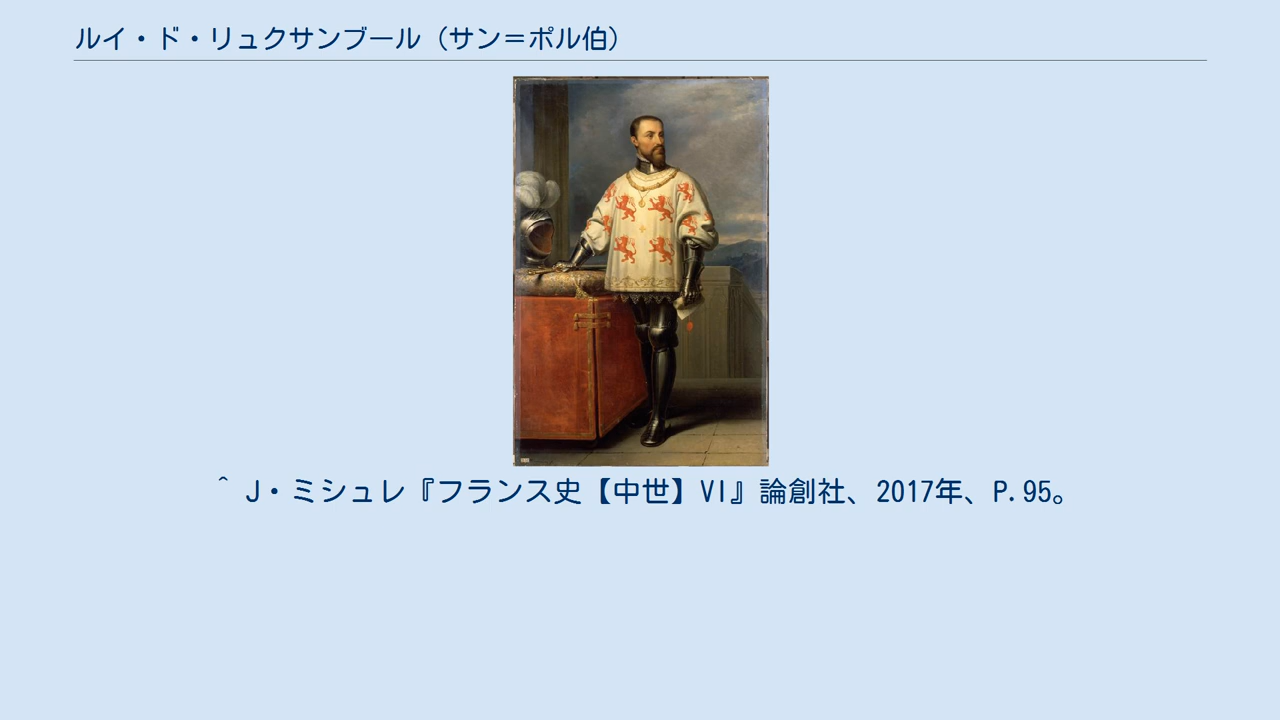 ルイ・ド・リュクサンブール（サン＝ポル伯）
^ J・ミシュレ『フランス史【中世】VI』論創社、2017年、P.95。